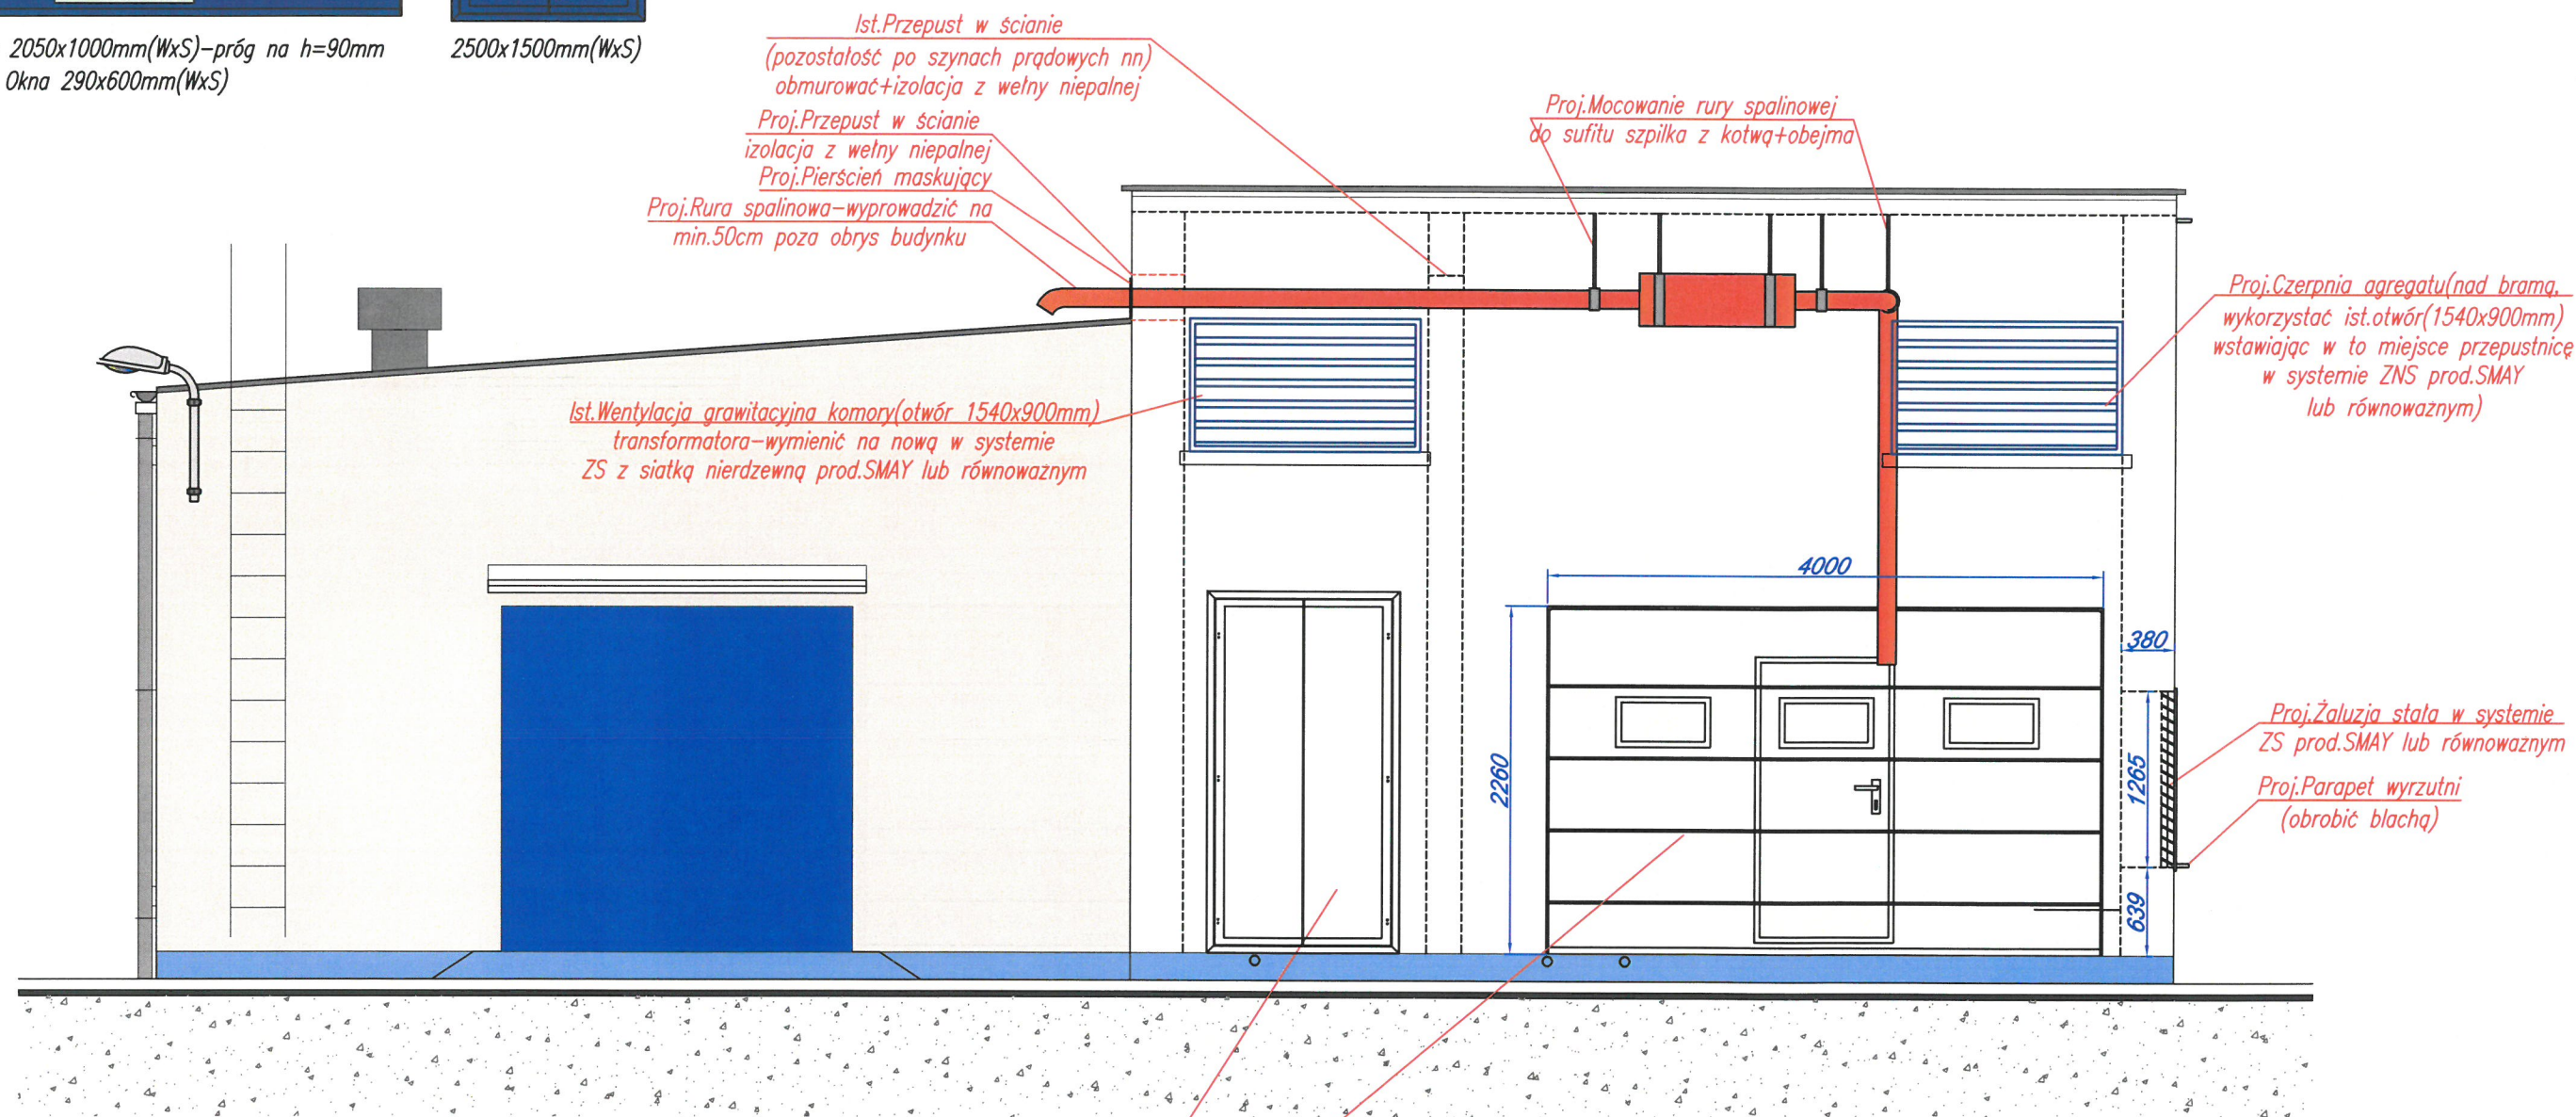 2050x1000mm(WxS)-próg na h=90mm
Okna 290x600mm(WxS)
2500x1500mm(WxS)
Ist.Przepust w ścianie
(pozostałość po szynach prądowych nn)
obmurować+izolacja z wełny niepalnej
Proj.Przepust w ścianie
izolacja z wełny niepalnej
Proj.Pierścień maskujący
Proj.Rura spalinowa-wyprowadzić na
min.50cm poza obrys budynku
Proj.Mocowanie rury spalinowej
do sufitu szpilka z kotwą+obejma
Proj.Czerpnia agregatu(nad bramą,
wykorzystać ist.otwór(1540x900mm)
wstawiając w to miejsce przepustnicę
w systemie ZNS prod.SMAY
lub równoważnym)
Ist.Wentylacja grawitacyjna komory(otwór 1540x900mm)
transformatora-wymienić na nową w systemie
ZS z siatką nierdzewną prod.SMAY lub równoważnym
4000
380
2260
1265
639
Proj.Żaluzja stała w systemie
ZS prod.SMAY lub równoważnym
Proj.Parapet wyrzutni
(obrobić blachą)